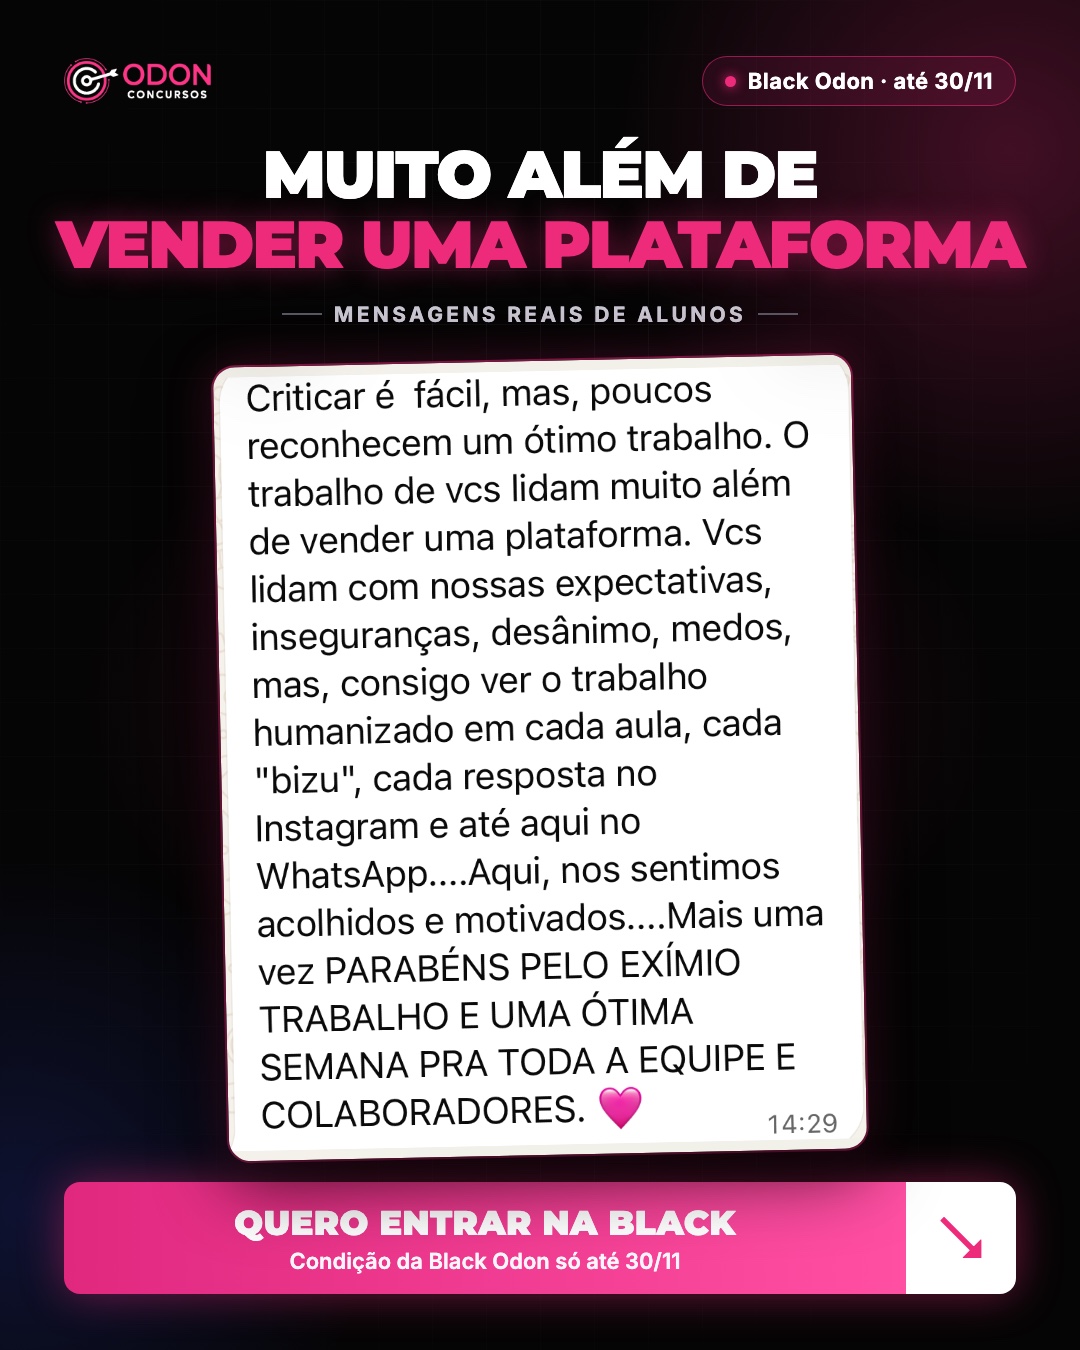 ODON
CONCURSOS
Black Odon · até 30/11
MUITO ALÉM DE
VENDER UMA PLATAFORMA
MENSAGENS REAIS DE ALUNOS
Criticar é  fácil, mas, poucos
reconhecem um ótimo trabalho. O
trabalho de vcs lidam muito além
de vender uma plataforma. Vcs
lidam com nossas expectativas,
inseguranças, desânimo, medos,
mas, consigo ver o trabalho
humanizado em cada aula, cada
"bizu", cada resposta no
Instagram e até aqui no
WhatsApp....Aqui, nos sentimos
acolhidos e motivados....Mais uma
vez PARABÉNS PELO EXÍMIO
TRABALHO E UMA ÓTIMA
SEMANA PRA TODA A EQUIPE E
COLABORADORES. 💗
14:29
QUERO ENTRAR NA BLACK
Condição da Black Odon só até 30/11